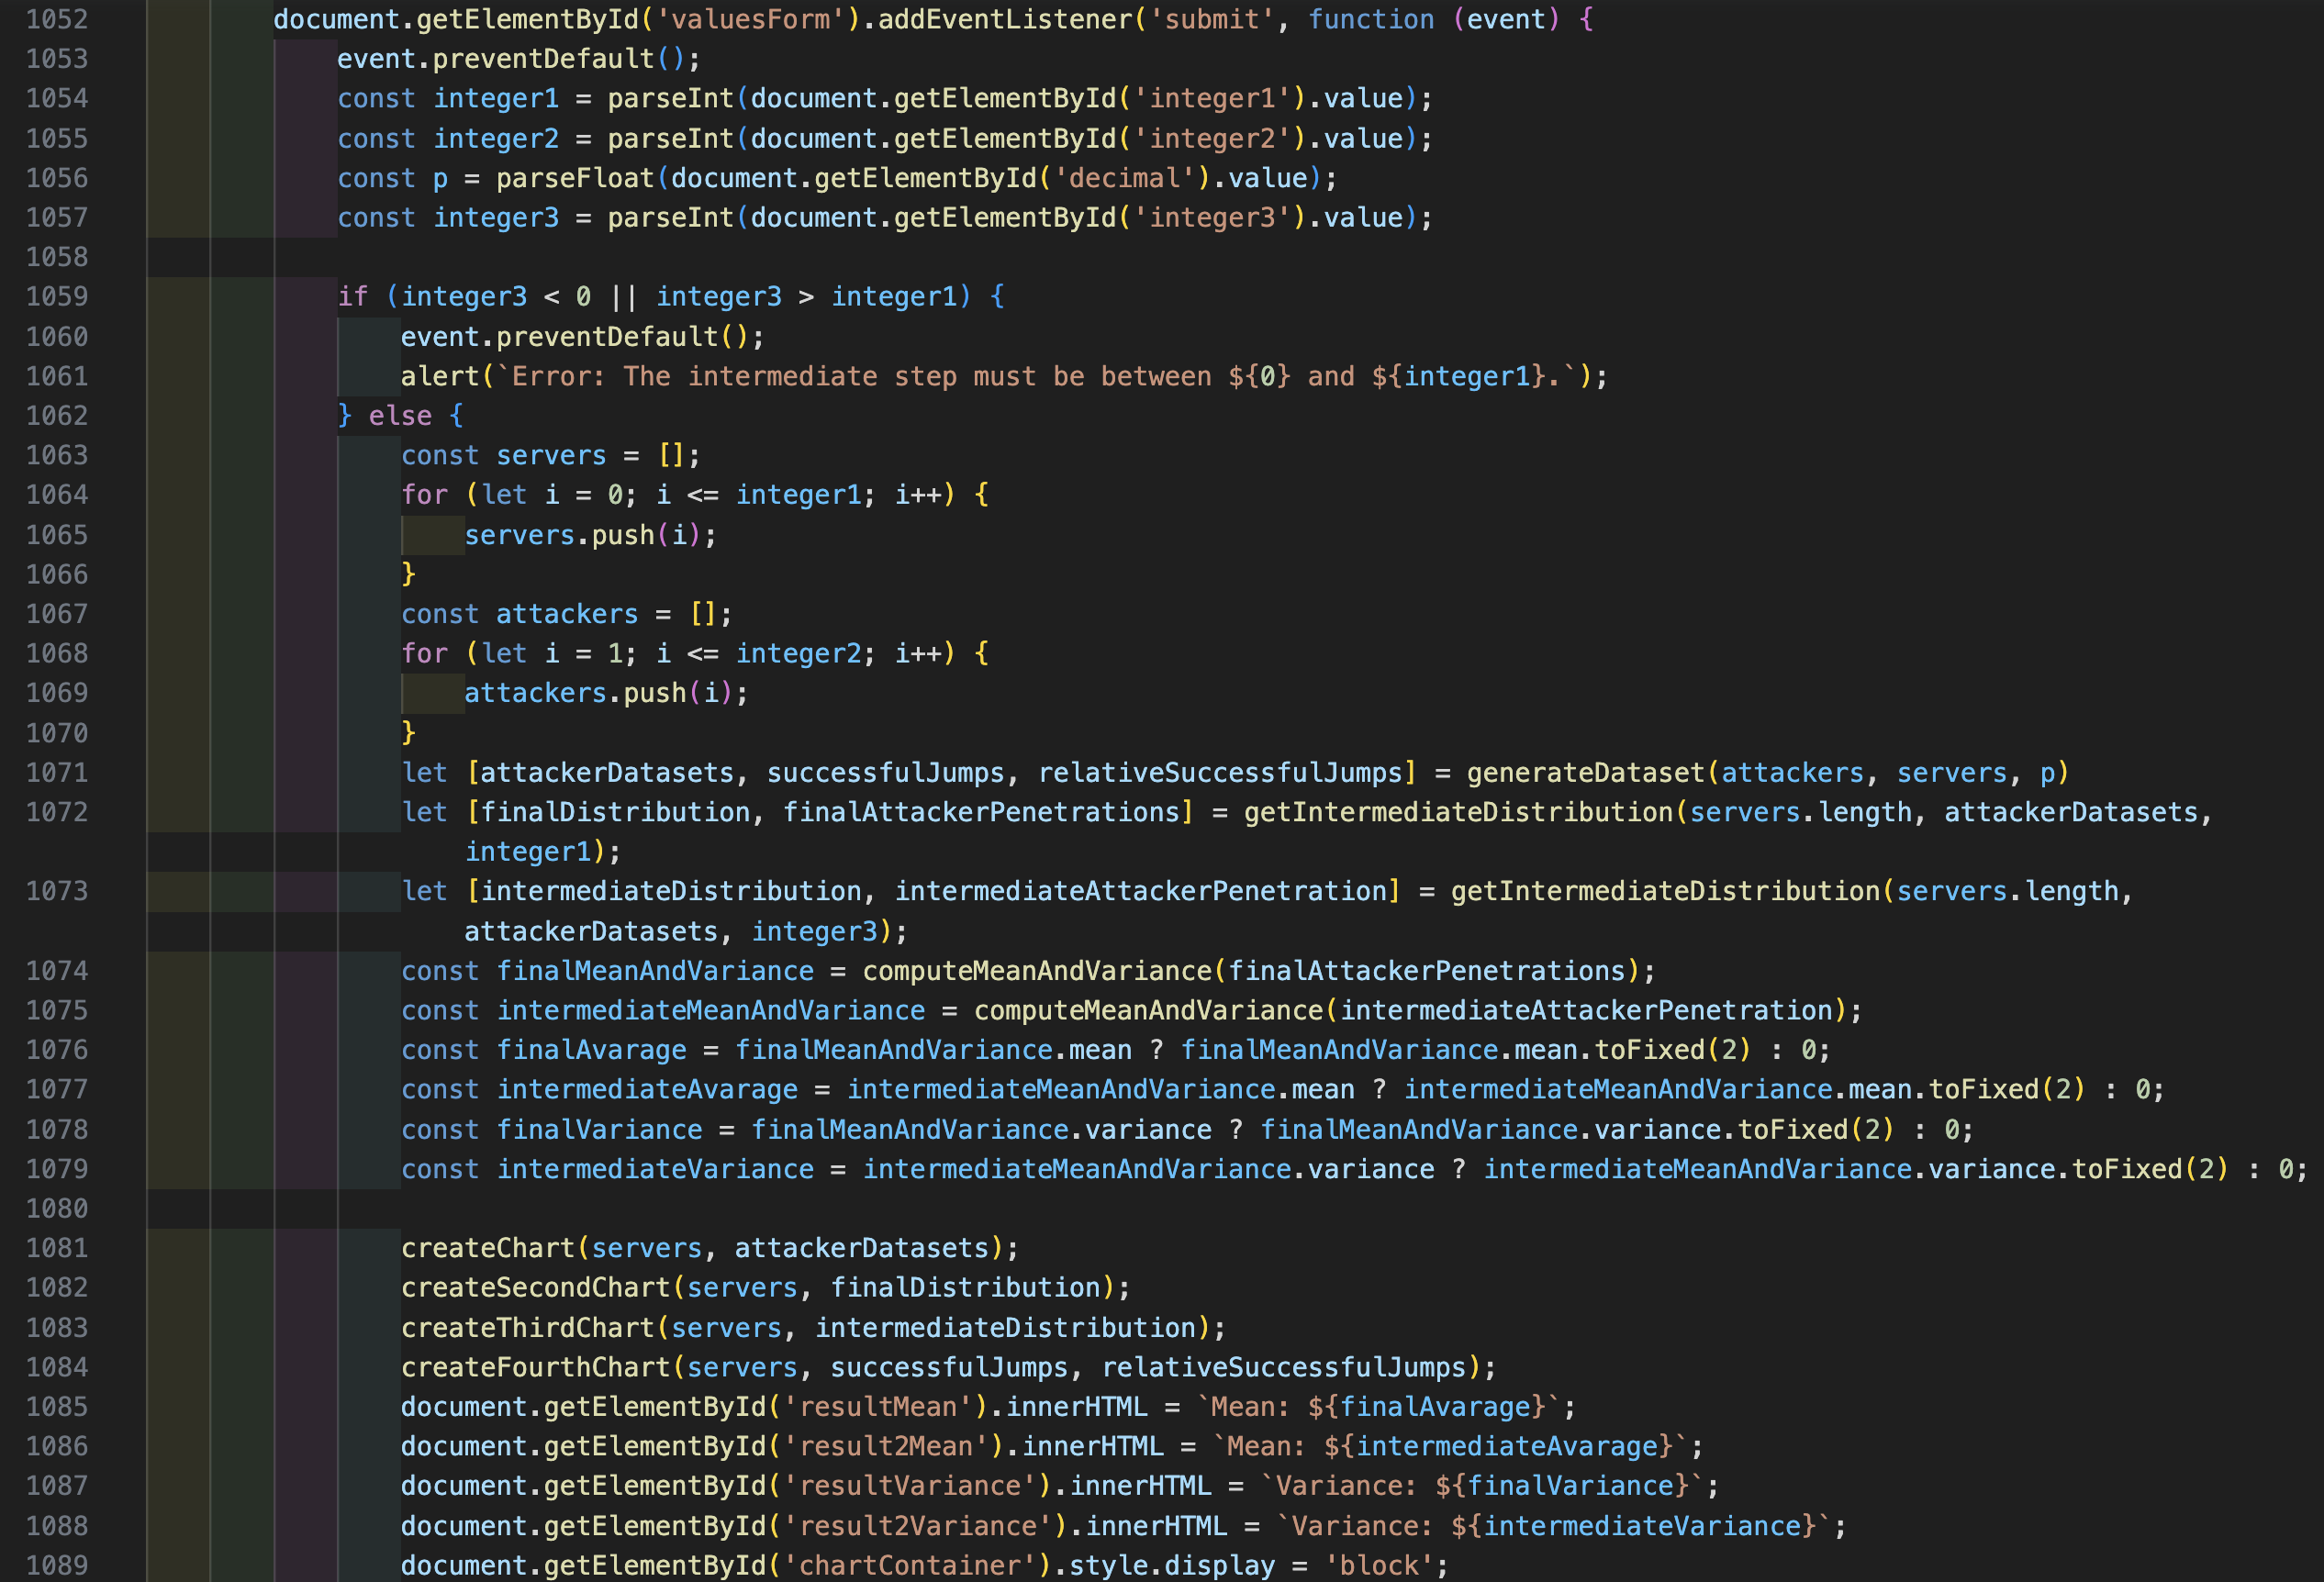 1052 document.getElementById('valuesForm').addEventListener('submit', function (event) {
1053 event.preventDefault();
1054 const integer1 = parseInt(document.getElementById('integer1').value);
1055 const integer2 = parseInt(document.getElementById('integer2').value);
1056 const p = parseFloat(document.getElementById('decimal').value);
1057 const integer3 = parseInt(document.getElementById('integer3').value);
1058
1059 if (integer3 < 0 || integer3 > integer1) {
1060 event.preventDefault();
1061 alert(`Error: The intermediate step must be between ${0} and ${integer1}.`);
1062 } else {
1063 const servers = [];
1064 for (let i = 0; i <= integer1; i++) {
1065 servers.push(i);
1066 }
1067 const attackers = [];
1068 for (let i = 1; i <= integer2; i++) {
1069 attackers.push(i);
1070 }
1071 let [attackerDatasets, successfulJumps, relativeSuccessfulJumps] = generateDataset(attackers, servers, p)
1072 let [finalDistribution, finalAttackerPenetrations] = getIntermediateDistribution(servers.length, attackerDatasets,
integer1);
1073 let [intermediateDistribution, intermediateAttackerPenetration] = getIntermediateDistribution(servers.length,
attackerDatasets, integer3);
1074 const finalMeanAndVariance = computeMeanAndVariance(finalAttackerPenetrations);
1075 const intermediateMeanAndVariance = computeMeanAndVariance(intermediateAttackerPenetration);
1076 const finalAvarage = finalMeanAndVariance.mean ? finalMeanAndVariance.mean.toFixed(2) : 0;
1077 const intermediateAvarage = intermediateMeanAndVariance.mean ? intermediateMeanAndVariance.mean.toFixed(2) : 0;
1078 const finalVariance = finalMeanAndVariance.variance ? finalMeanAndVariance.variance.toFixed(2) : 0;
1079 const intermediateVariance = intermediateMeanAndVariance.variance ? intermediateMeanAndVariance.variance.toFixed(2) : 0;
1080
1081 createChart(servers, attackerDatasets);
1082 createSecondChart(servers, finalDistribution);
1083 createThirdChart(servers, intermediateDistribution);
1084 createFourthChart(servers, successfulJumps, relativeSuccessfulJumps);
1085 document.getElementById('resultMean').innerHTML = `Mean: ${finalAvarage}`;
1086 document.getElementById('result2Mean').innerHTML = `Mean: ${intermediateAvarage}`;
1087 document.getElementById('resultVariance').innerHTML = `Variance: ${finalVariance}`;
1088 document.getElementById('result2Variance').innerHTML = `Variance: ${intermediateVariance}`;
1089 document.getElementById('chartContainer').style.display = 'block';